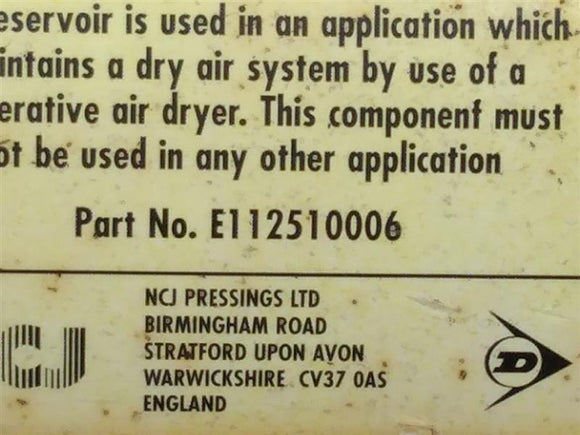 eservoir is used in an application which
intains a dry air system by use of a
erative air dryer. This component must
ot be used in any other application
Part No. E112510006
NCJ PRESSINGS LTD
BIRMINGHAM ROAD
STRATFORD UPON AVON
WARWICKSHIRE CV37 0AS
ENGLAND
CJ
D